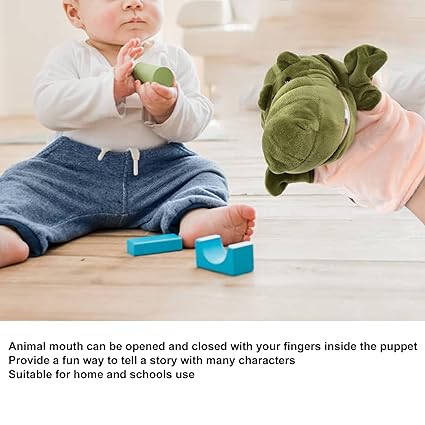 Animal mouth can be opened and closed with your fingers inside the puppet
Provide a fun way to tell a story with many characters
Suitable for home and schools use